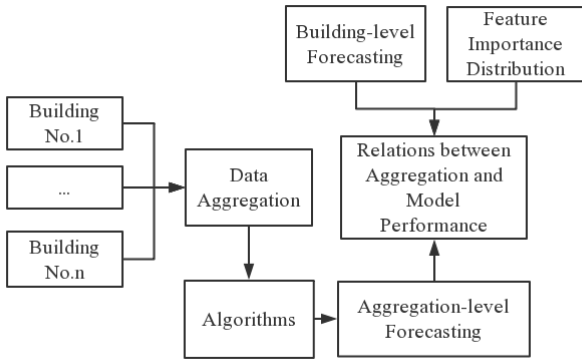 Building-level
Forecasting
Feature
Importance
Distribution
Building
No.1
...
Building
No.n
Data
Aggregation
Relations between
Aggregation and
Model
Performance
Algorithms
Aggregation-level
Forecasting